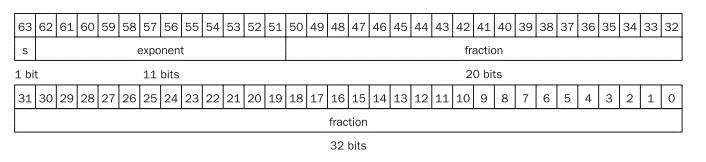 63 62 61 60 59 58 57 56 55 54 53 52 51 50 49 48 47 46 45 44 43 42 41 40 39 38 37 36 35 34 33 32
s exponent fraction
1 bit 11 bits 20 bits
31 30 29 28 27 26 25 24 23 22 21 20 19 18 17 16 15 14 13 12 11 10 9 8 7 6 5 4 3 2 1 0
fraction
32 bits